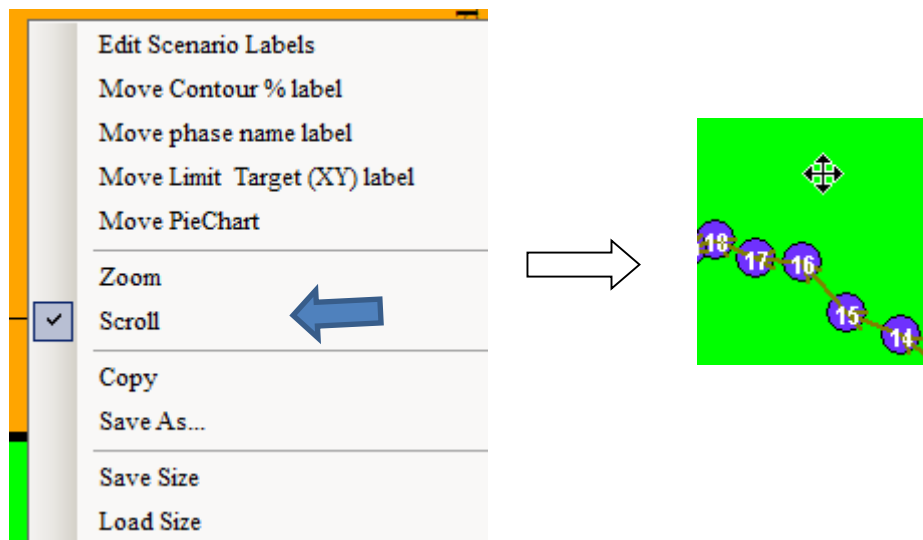 Edit Scenario Labels
Move Contour % label
Move phase name label
Move Limit  Target (XY) label
Move PieChart
Zoom
Scroll
Copy
Save As...
Save Size
Load Size
18
17
16
15
14